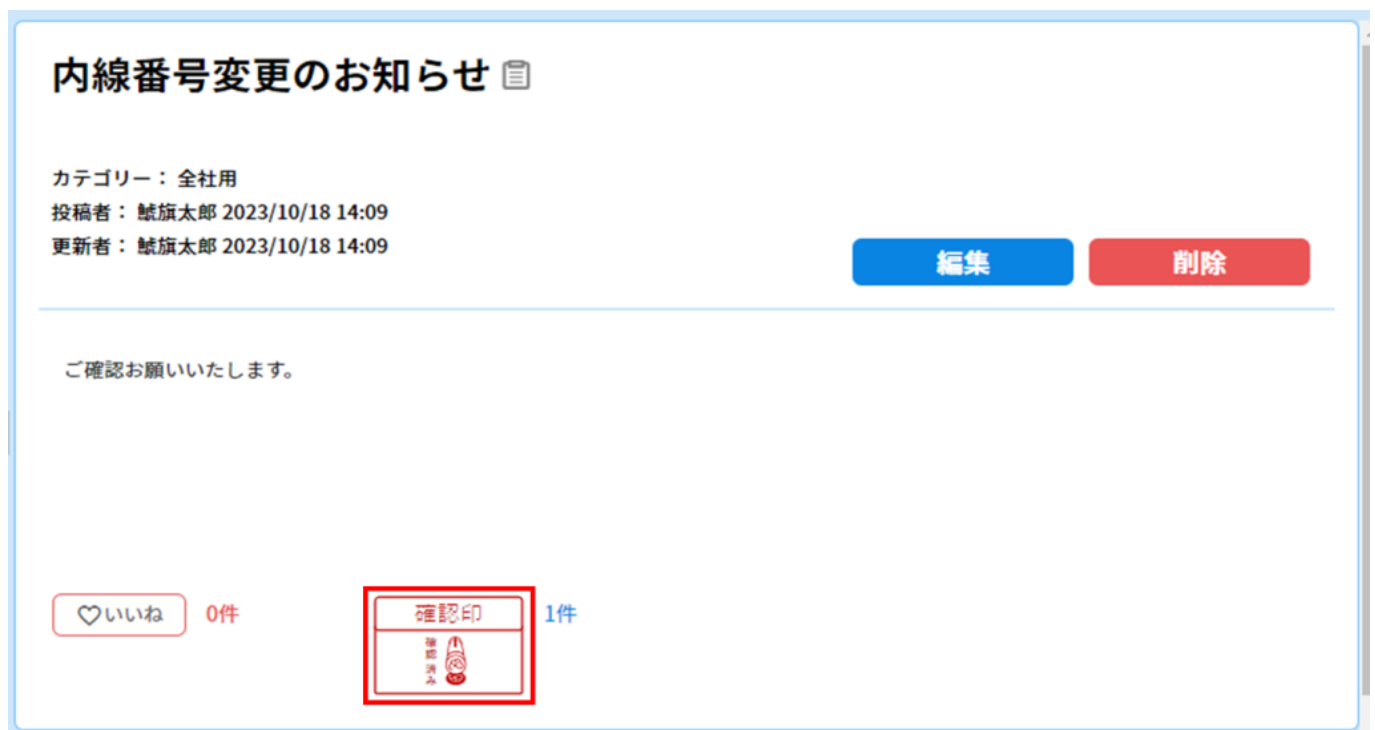 内線番号変更のお知らせ
カテゴリー： 全社用
投稿者： 鯱旗太郎 2023/10/18 14:09
更新者： 鯱旗太郎 2023/10/18 14:09
編集 削除
ご確認お願いいたします。
いいね 0件 確認印 1件
確認済み